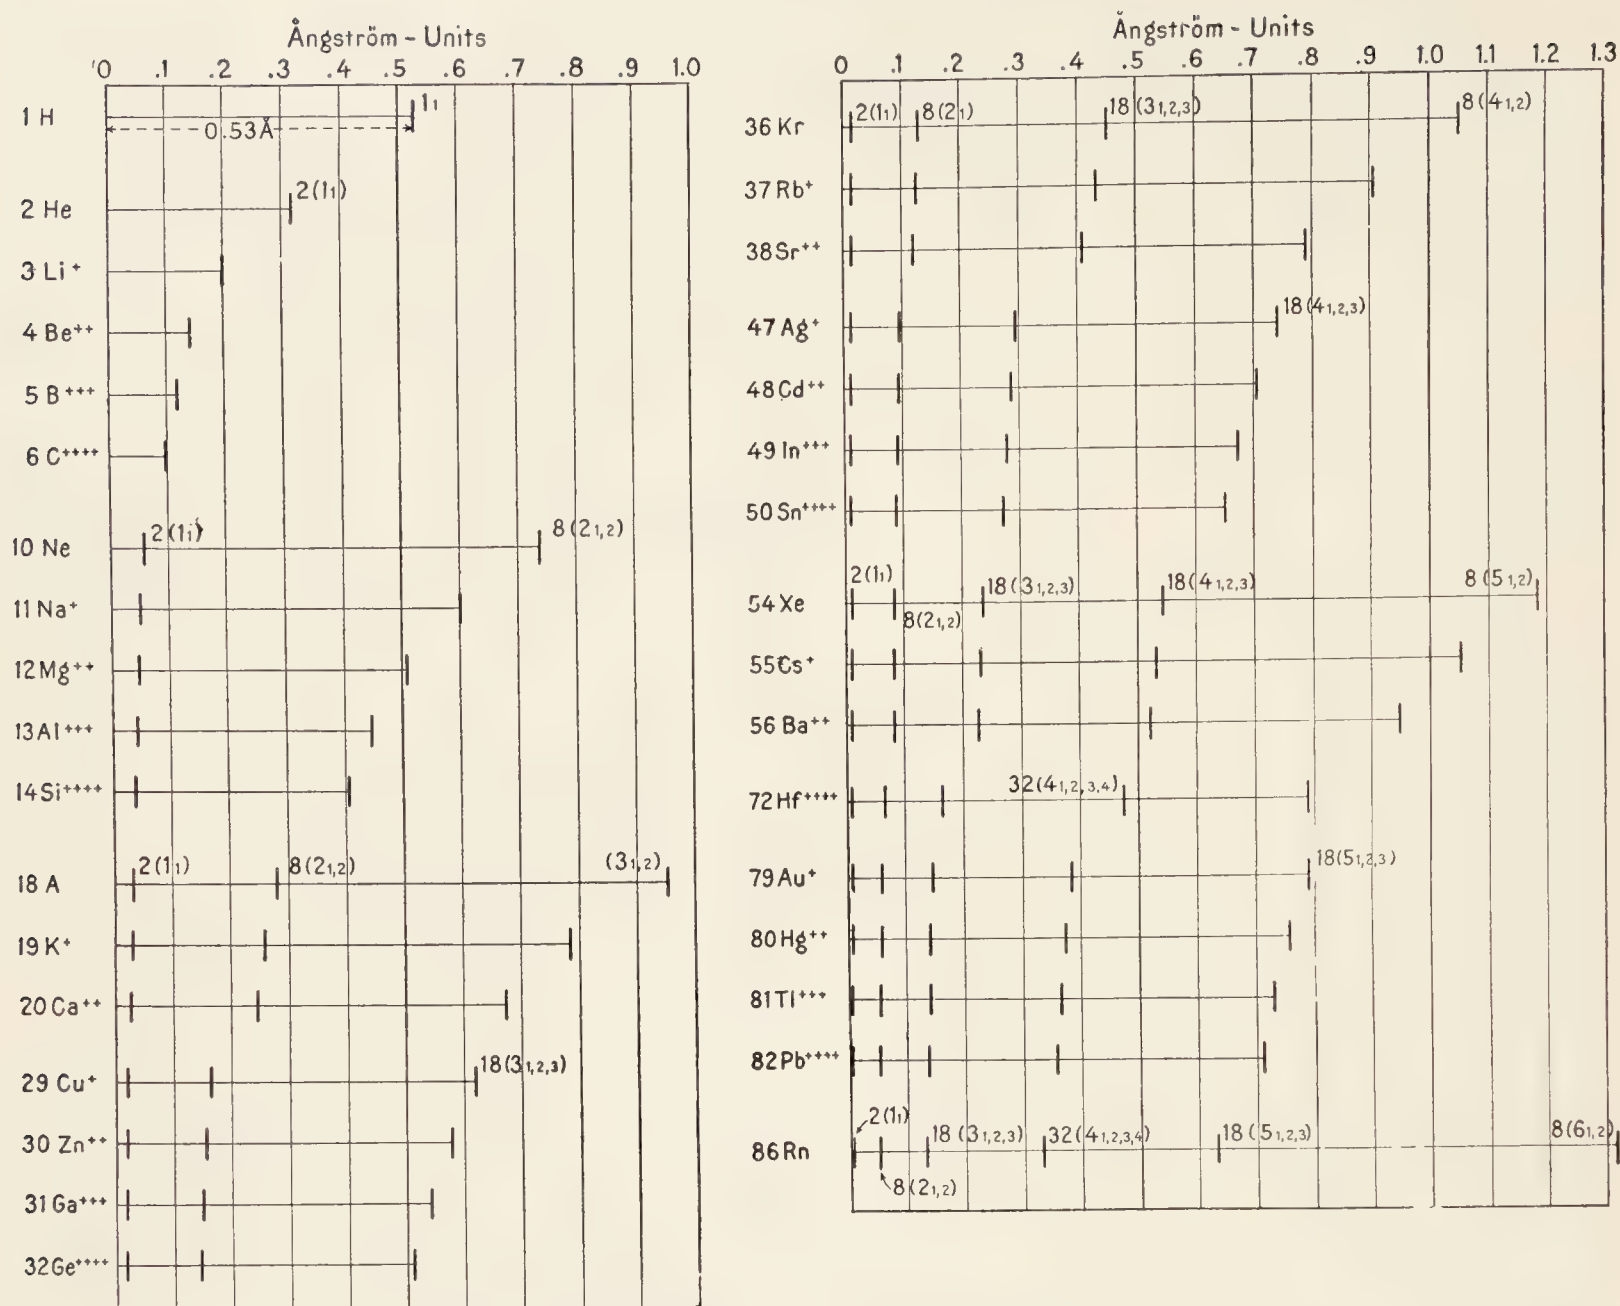 Ångström - Units
0 .1 .2 .3 .4 .5 .6 .7 .8 .9 1.0
1 H 1₁
0.53Å
2 He 2(1₁)
3 Li⁺
4 Be⁺⁺
5 B⁺⁺⁺
6 C⁺⁺⁺⁺
10 Ne 2(1₁) 8(2₁,₂)
11 Na⁺
12 Mg⁺⁺
13 Al⁺⁺⁺
14 Si⁺⁺⁺⁺
18 A 2(1₁) 8(2₁,₂) (3₁,₂)
19 K⁺
20 Ca⁺⁺
29 Cu⁺ 18(3₁,₂,₃)
30 Zn⁺⁺
31 Ga⁺⁺⁺
32 Ge⁺⁺⁺⁺
Ångström - Units
0 .1 .2 .3 .4 .5 .6 .7 .8 .9 1.0 1.1 1.2 1.3
36 Kr 2(1₁) 8(2₁) 18(3₁,₂,₃) 8(4₁,₂)
37 Rb⁺
38 Sr⁺⁺
47 Ag⁺ 18(4₁,₂,₃)
48 Cd⁺⁺
49 In⁺⁺⁺
50 Sn⁺⁺⁺⁺
54 Xe 2(1₁) 8(2₁,₂) 18(3₁,₂,₃) 18(4₁,₂,₃) 8(5₁,₂)
55 Cs⁺
56 Ba⁺⁺
72 Hf⁺⁺⁺⁺ 32(4₁,₂,₃.₄)
79 Au⁺ 18(5₁,₂,₃)
80 Hg⁺⁺
81 Tl⁺⁺⁺
82 Pb⁺⁺⁺⁺
86 Rn 2(1₁) 8(2₁,₂) 18(3₁,₂,₃) 32(4₁,₂,₃,₄) 18(5₁,₂,₃) 8(6₁,₂)